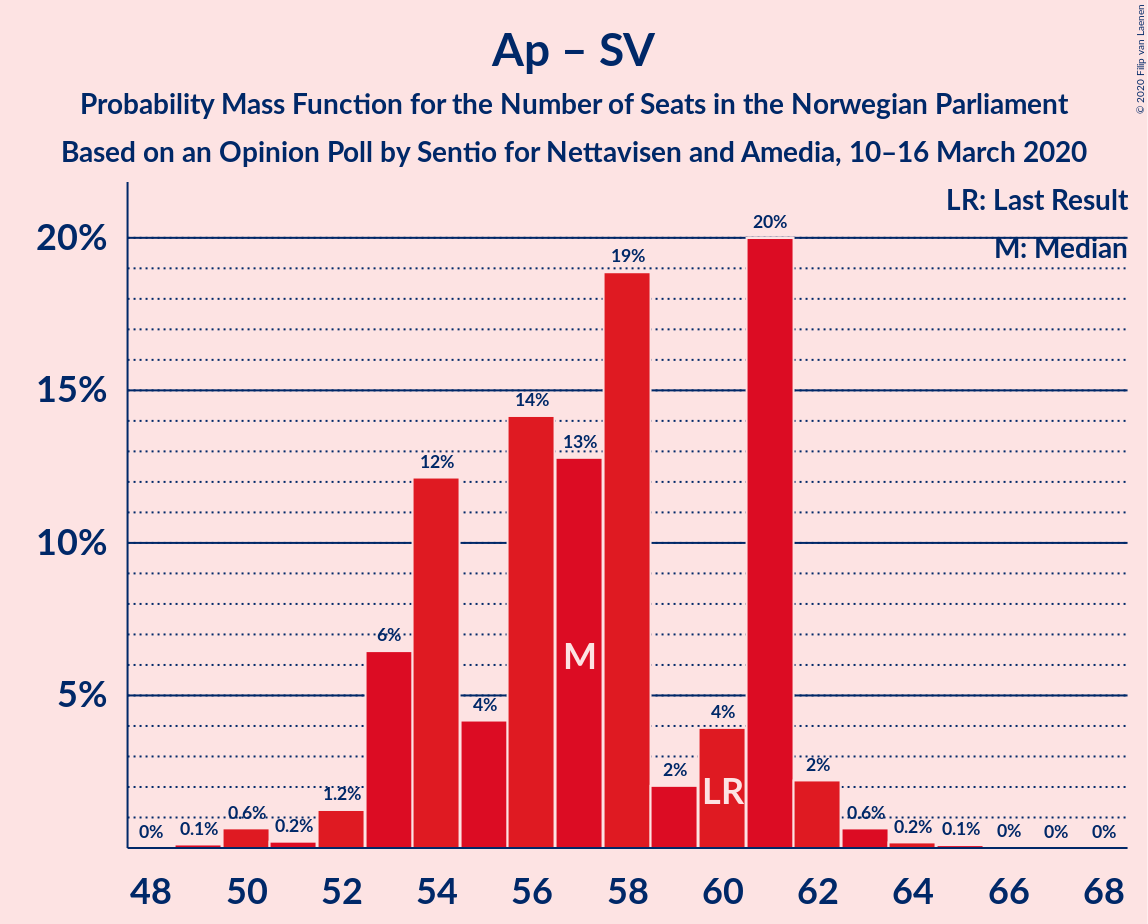 © 2020 Filip van Laenen
Ap – SV
Probability Mass Function for the Number of Seats in the Norwegian Parliament
Based on an Opinion Poll by Sentio for Nettavisen and Amedia, 10–16 March 2020
LR: Last Result
M: Median
20%
15%
10%
5%
0%
0.1%
0.6%
0.2%
1.2%
6%
12%
4%
14%
13%
19%
2%
4%
20%
2%
0.6%
0.2%
0.1%
0%
0%
0%
M
LR
48 50 52 54 56 58 60 62 64 66 68